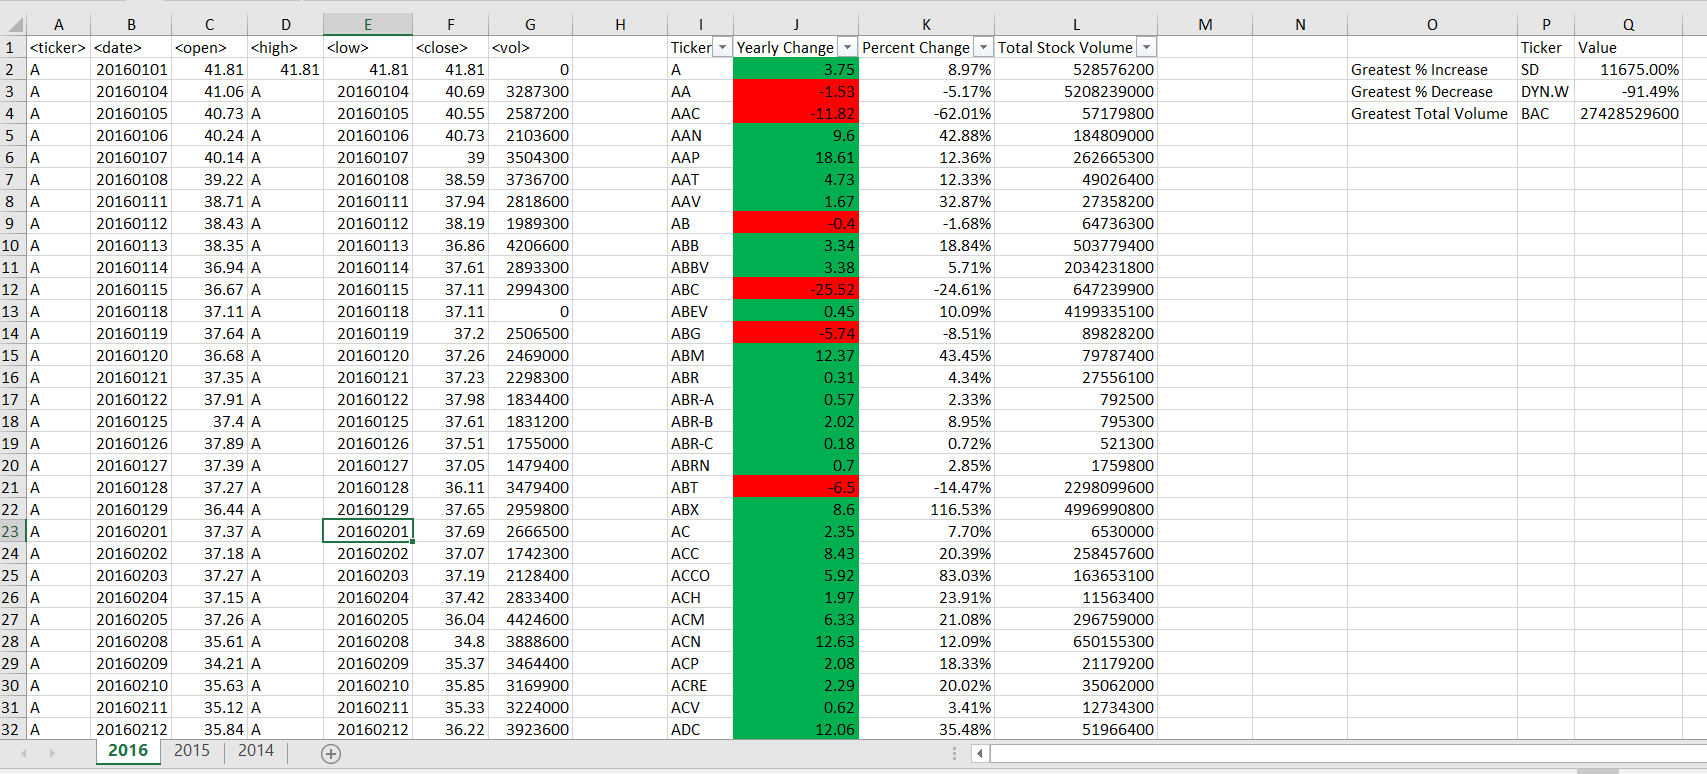 A B C D E F G H I J K L M N O P Q
1 <ticker> <date> <open> <high> <low> <close> <vol> Ticker Yearly Change Percent Change Total Stock Volume Ticker Value
2 A 20160101 41.81 41.81 41.81 41.81 0 A 3.75 8.97% 528576200 Greatest % Increase SD 11675.00%
3 A 20160104 41.06 A 20160104 40.69 3287300 AA -1.53 -5.17% 5208239000 Greatest % Decrease DYN.W -91.49%
4 A 20160105 40.73 A 20160105 40.55 2587200 AAC -11.82 -62.01% 57179800 Greatest Total Volume BAC 27428529600
5 A 20160106 40.24 A 20160106 40.73 2103600 AAN 9.6 42.88% 184809000
6 A 20160107 40.14 A 20160107 39 3504300 AAP 18.61 12.36% 262665300
7 A 20160108 39.22 A 20160108 38.59 3736700 AAT 4.73 12.33% 49026400
8 A 20160111 38.71 A 20160111 37.94 2818600 AAV 1.67 32.87% 27358200
9 A 20160112 38.43 A 20160112 38.19 1989300 AB -0.4 -1.68% 64736300
10 A 20160113 38.35 A 20160113 36.86 4206600 ABB 3.34 18.84% 503779400
11 A 20160114 36.94 A 20160114 37.61 2893300 ABBV 3.38 5.71% 2034231800
12 A 20160115 36.67 A 20160115 37.11 2994300 ABC -25.52 -24.61% 647239900
13 A 20160118 37.11 A 20160118 37.11 0 ABEV 0.45 10.09% 4199335100
14 A 20160119 37.64 A 20160119 37.2 2506500 ABG -5.74 -8.51% 89828200
15 A 20160120 36.68 A 20160120 37.26 2469000 ABM 12.37 43.45% 79787400
16 A 20160121 37.35 A 20160121 37.23 2298300 ABR 0.31 4.34% 27556100
17 A 20160122 37.91 A 20160122 37.98 1834400 ABR-A 0.57 2.33% 792500
18 A 20160125 37.4 A 20160125 37.61 1831200 ABR-B 2.02 8.95% 795300
19 A 20160126 37.89 A 20160126 37.51 1755000 ABR-C 0.18 0.72% 521300
20 A 20160127 37.39 A 20160127 37.05 1479400 ABRN 0.7 2.85% 1759800
21 A 20160128 37.27 A 20160128 36.11 3479400 ABT -6.5 -14.47% 2298099600
22 A 20160129 36.44 A 20160129 37.65 2959800 ABX 8.6 116.53% 4996990800
23 A 20160201 37.37 A 20160201 37.69 2666500 AC 2.35 7.70% 6530000
24 A 20160202 37.18 A 20160202 37.07 1742300 ACC 8.43 20.39% 258457600
25 A 20160203 37.27 A 20160203 37.19 2128400 ACCO 5.92 83.03% 163653100
26 A 20160204 37.15 A 20160204 37.42 2833400 ACH 1.97 23.91% 11563400
27 A 20160205 37.26 A 20160205 36.04 4424600 ACM 6.33 21.08% 296759000
28 A 20160208 35.61 A 20160208 34.8 3888600 ACN 12.63 12.09% 650155300
29 A 20160209 34.21 A 20160209 35.37 3464400 ACP 2.08 18.33% 21179200
30 A 20160210 35.63 A 20160210 35.85 3169900 ACRE 2.29 20.02% 35062000
31 A 20160211 35.12 A 20160211 35.33 3224000 ACV 0.62 3.41% 12734300
32 A 20160212 35.84 A 20160212 36.22 3923600 ADC 12.06 35.48% 51966400
2016 2015 2014